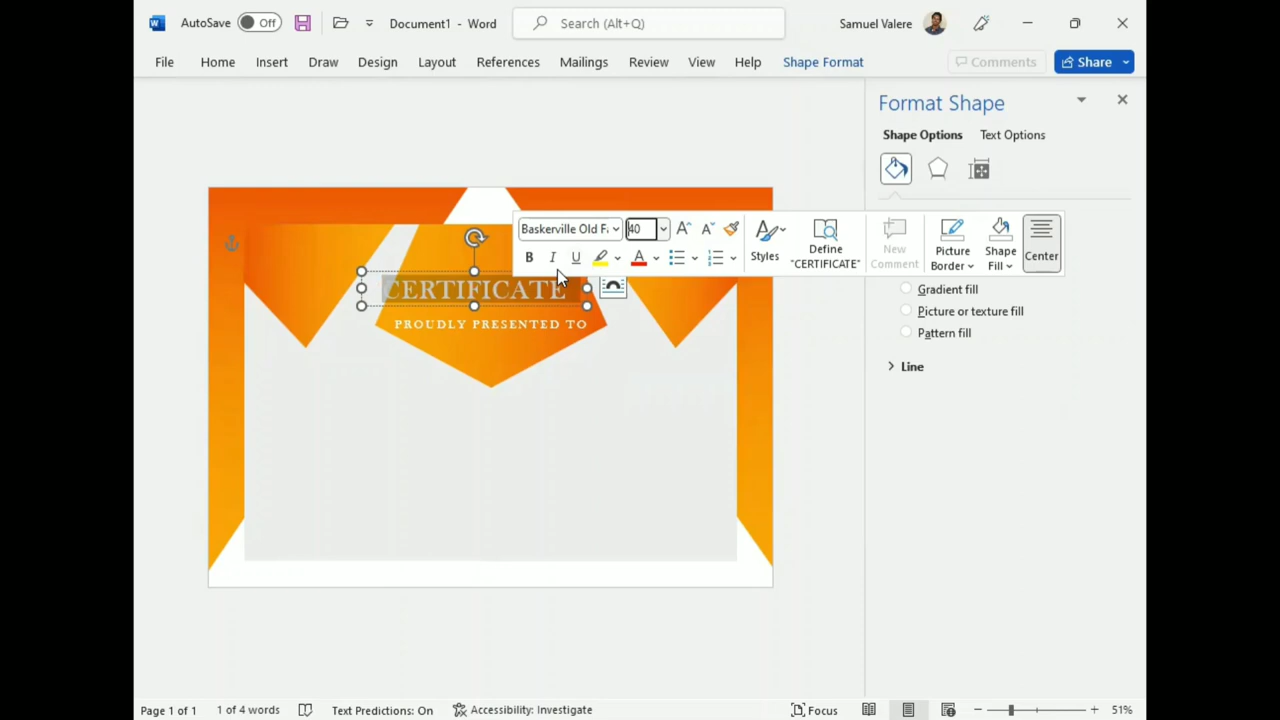 AutoSave Off Document1 - Word Search (Alt+Q) Samuel Valere
File Home Insert Draw Design Layout References Mailings Review View Help Shape Format Comments Share
Format Shape
Shape Options Text Options
Baskerville Old F 40 Styles Define "CERTIFICATE" New Comment Picture Border Shape Fill Center
B I U A
Gradient fill
CERTIFICATE
Picture or texture fill
PROUDLY PRESENTED TO
Pattern fill
Line
Page 1 of 1 1 of 4 words Text Predictions: On Accessibility: Investigate Focus 51%